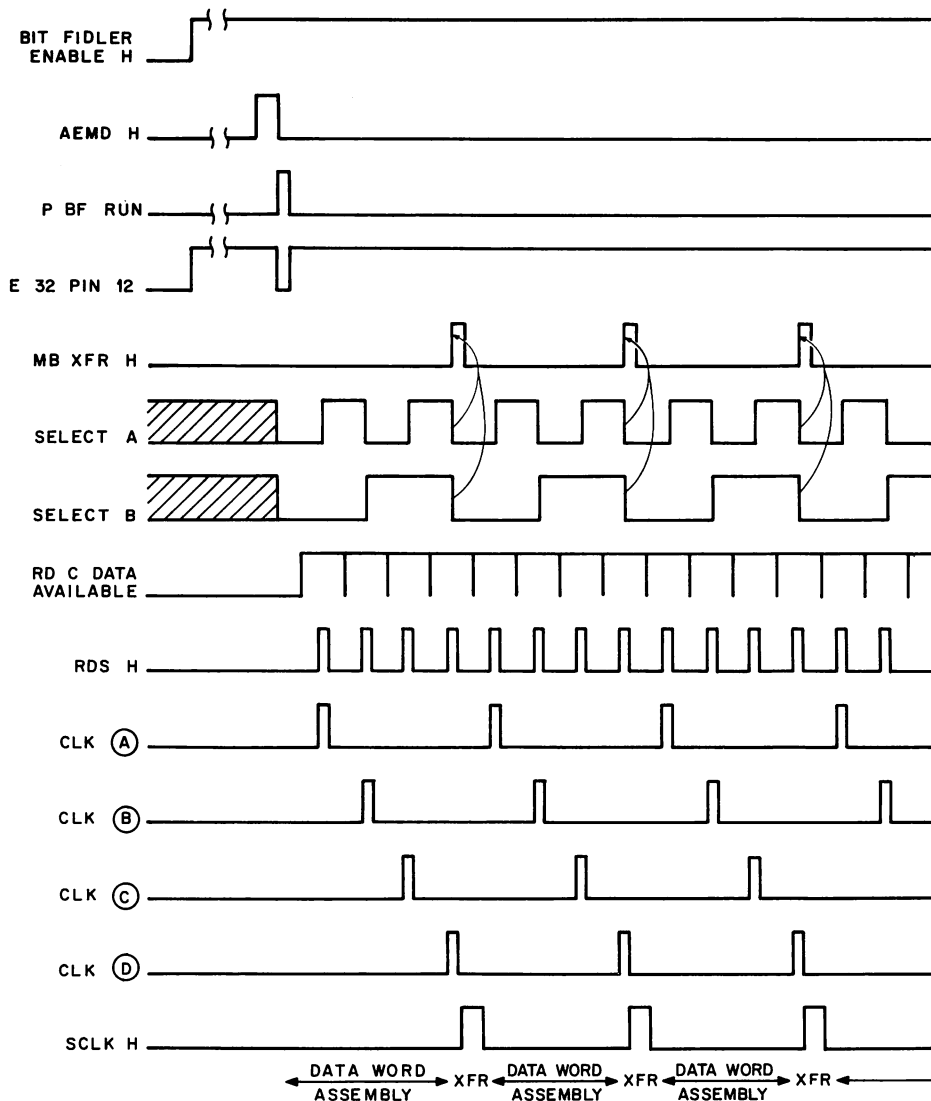 BIT FIDLER
ENABLE H
AEMD H
P BF RUN
E 32 PIN 12
MB XFR H
SELECT A
SELECT B
RD C DATA
AVAILABLE
RDS H
CLK A
CLK B
CLK C
CLK D
SCLK H
DATA WORD
ASSEMBLY
XFR
DATA WORD
ASSEMBLY
XFR
DATA WORD
ASSEMBLY
XFR